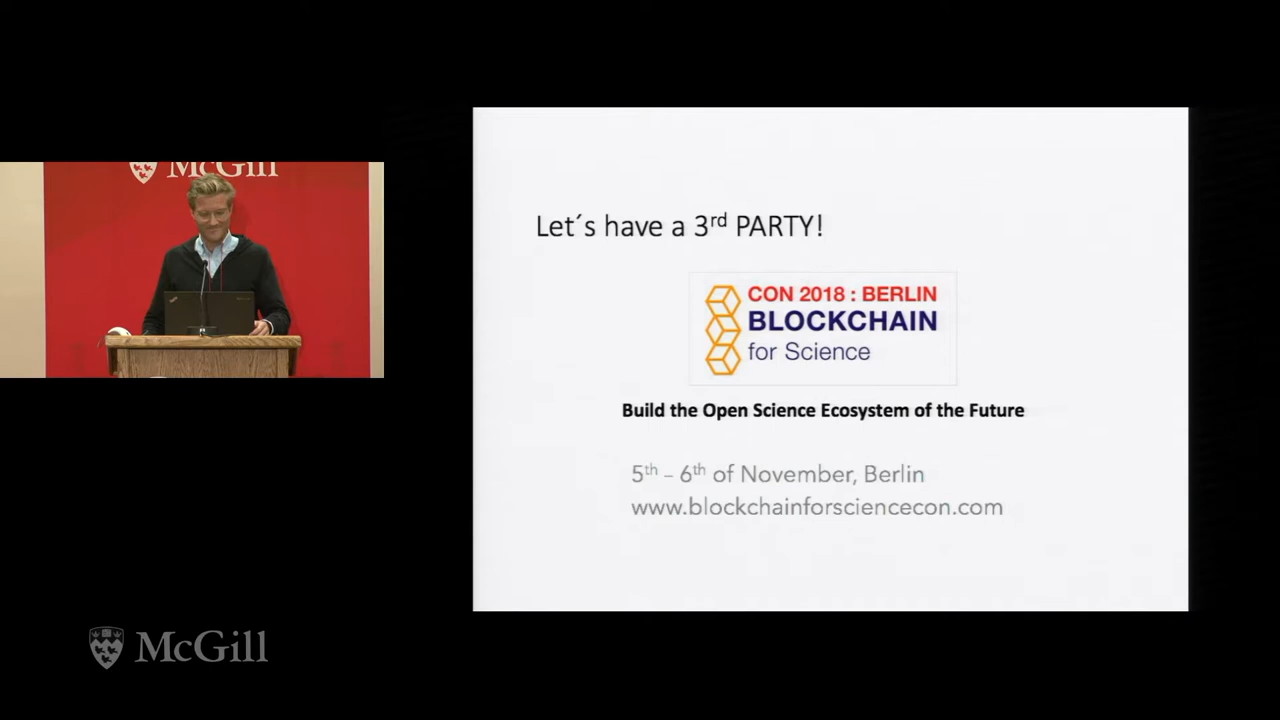 McGill
Let´s have a 3rd PARTY!
CON 2018 : BERLIN
BLOCKCHAIN
for Science
Build the Open Science Ecosystem of the Future
5th – 6th of November, Berlin
www.blockchainforsciencecon.com
McGill